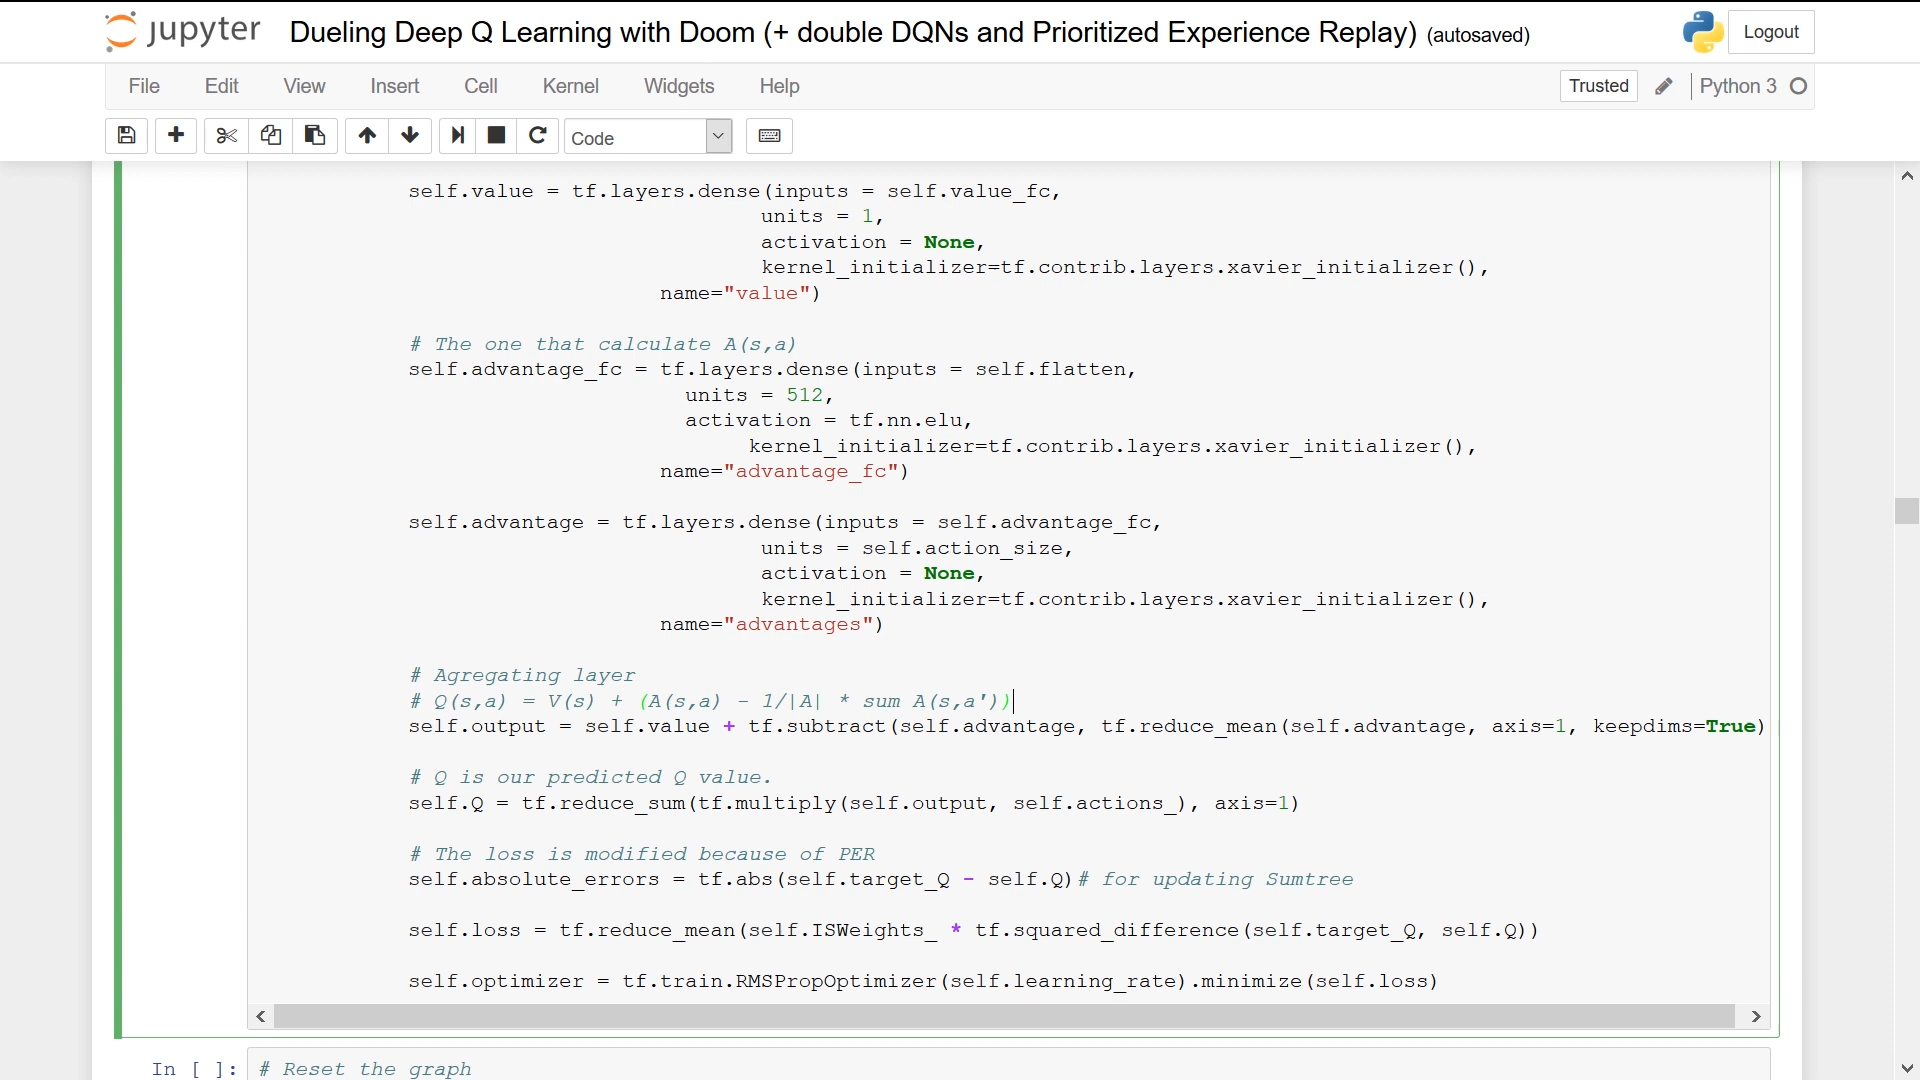 jupyter Dueling Deep Q Learning with Doom (+ double DQNs and Prioritized Experience Replay) (autosaved) Logout
File Edit View Insert Cell Kernel Widgets Help Trusted Python 3
Code
self.value = tf.layers.dense(inputs = self.value_fc,
units = 1,
activation = None,
kernel_initializer=tf.contrib.layers.xavier_initializer(),
name="value")
# The one that calculate A(s,a)
self.advantage_fc = tf.layers.dense(inputs = self.flatten,
units = 512,
activation = tf.nn.elu,
kernel_initializer=tf.contrib.layers.xavier_initializer(),
name="advantage_fc")
self.advantage = tf.layers.dense(inputs = self.advantage_fc,
units = self.action_size,
activation = None,
kernel_initializer=tf.contrib.layers.xavier_initializer(),
name="advantages")
# Agregating layer
# Q(s,a) = V(s) + (A(s,a) - 1/|A| * sum A(s,a'))
self.output = self.value + tf.subtract(self.advantage, tf.reduce_mean(self.advantage, axis=1, keepdims=True)
# Q is our predicted Q value.
self.Q = tf.reduce_sum(tf.multiply(self.output, self.actions_), axis=1)
# The loss is modified because of PER
self.absolute_errors = tf.abs(self.target_Q - self.Q)# for updating Sumtree
self.loss = tf.reduce_mean(self.ISWeights_ * tf.squared_difference(self.target_Q, self.Q))
self.optimizer = tf.train.RMSPropOptimizer(self.learning_rate).minimize(self.loss)
In [ ]: # Reset the graph